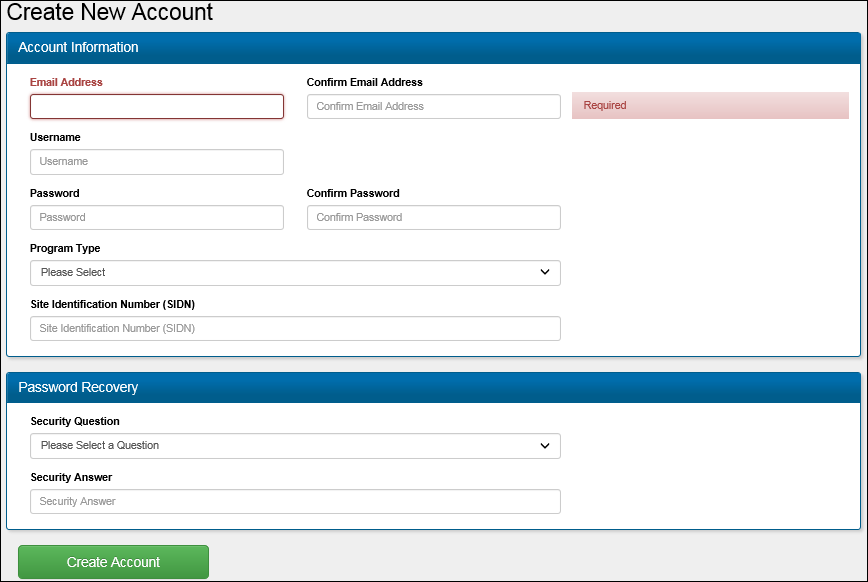 Create New Account
Account Information
Email Address
Confirm Email Address
Confirm Email Address
Required
Username
Username
Password
Confirm Password
Password
Confirm Password
Program Type
Please Select
Site Identification Number (SIDN)
Site Identification Number (SIDN)
Password Recovery
Security Question
Please Select a Question
Security Answer
Security Answer
Create Account